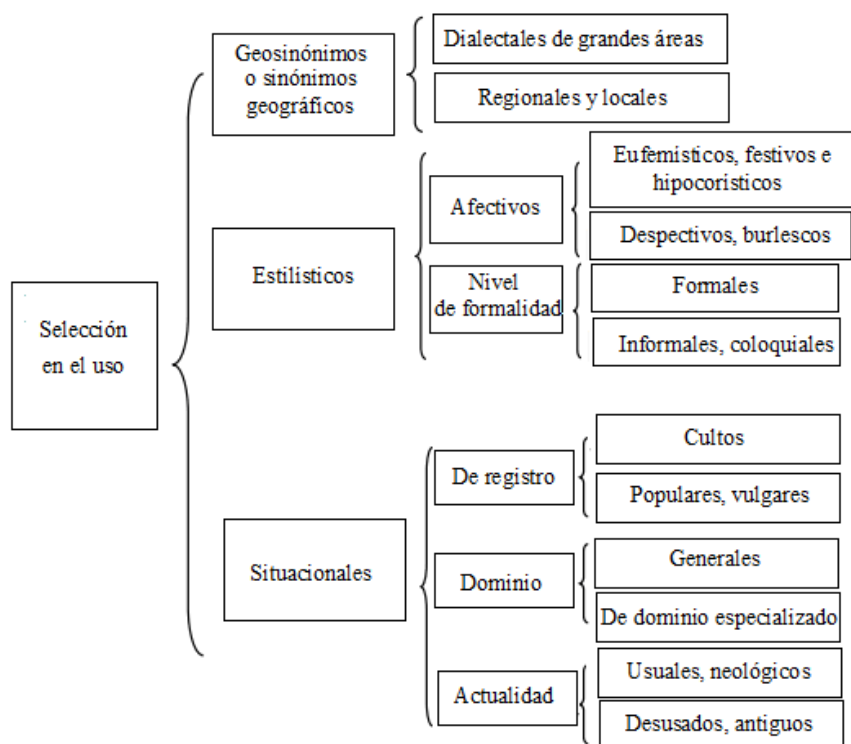 Selección
en el uso
Geosinónimos
o sinónimos
geográficos
Dialectales de grandes áreas
Regionales y locales
Estilísticos
Afectivos
Eufemísticos, festivos e
hipocorísticos
Despectivos, burlescos
Nivel
de formalidad
Formales
Informales, coloquiales
Situacionales
De registro
Cultos
Populares, vulgares
Dominio
Generales
De dominio especializado
Actualidad
Usuales, neológicos
Desusados, antiguos